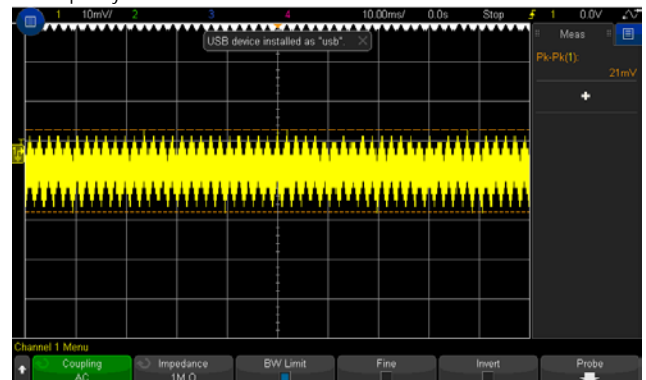 1 10mV/ 2 3 4 10.00ms/ 0.0s Stop 1 0.0V
USB device installed as "usb".
Meas
Pk-Pk(1):
21mV
Channel 1 Menu
Coupling
AC
Impedance
1M Ω
BW Limit
Fine
Invert
Probe